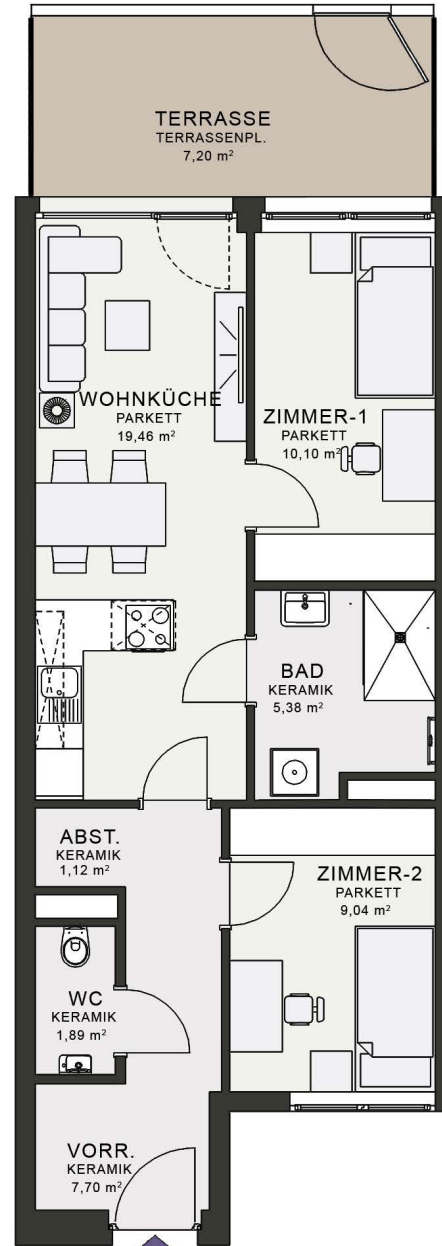 TERRASSE
TERRASSENPL.
7,20 m²
WOHNKÜCHE
PARKETT
19,46 m²
ZIMMER-1
PARKETT
10,10 m²
BAD
KERAMIK
5,38 m²
ABST.
KERAMIK
1,12 m²
ZIMMER-2
PARKETT
9,04 m²
WC
KERAMIK
1,89 m²
VORR.
KERAMIK
7,70 m²